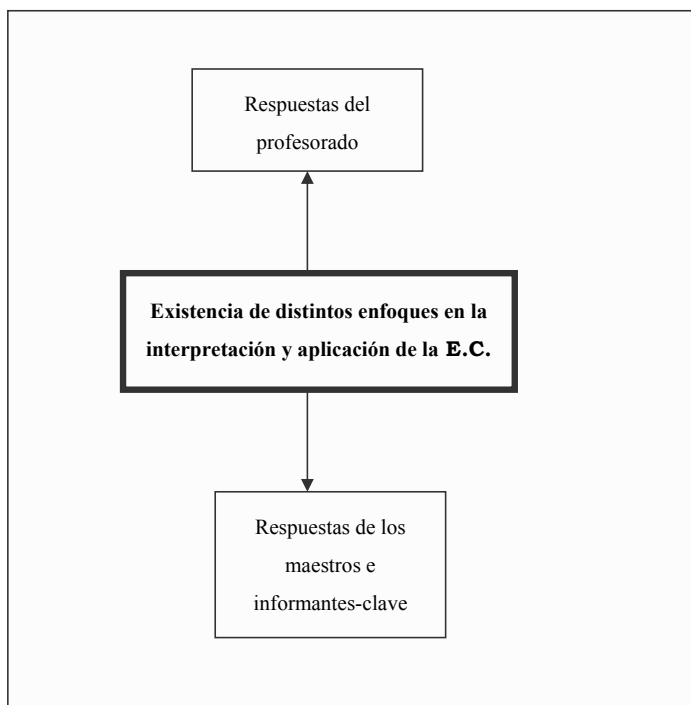 Respuestas del
profesorado
Existencia de distintos enfoques en la
interpretación y aplicación de la E.C.
Respuestas de los
maestros e
informantes-clave